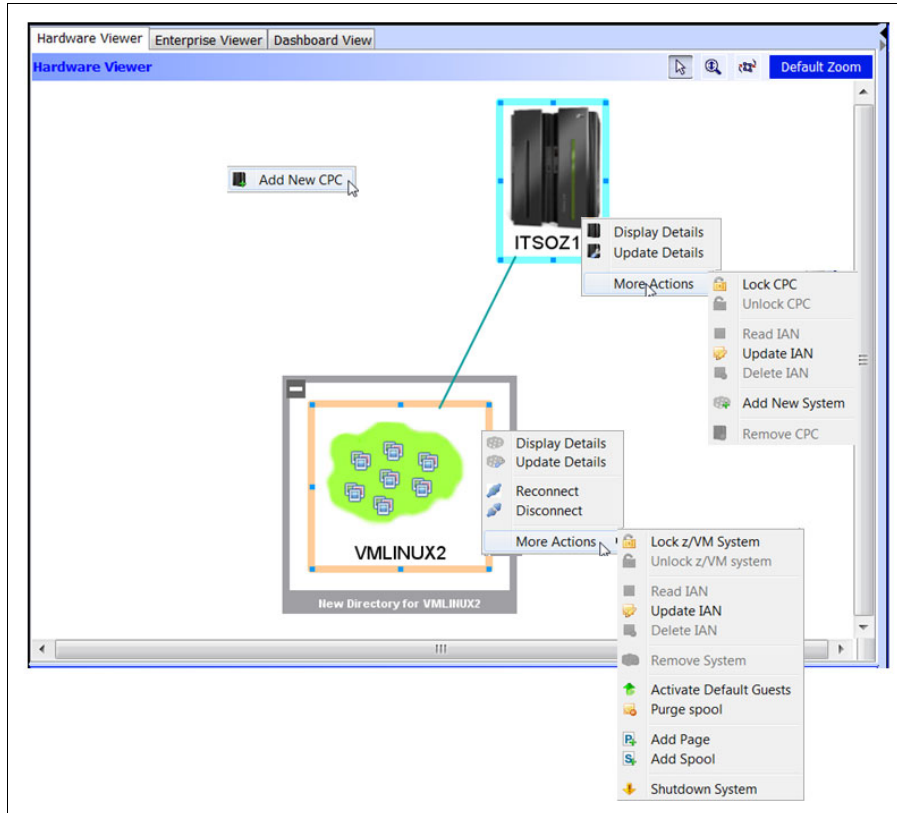 Hardware Viewer Enterprise Viewer Dashboard View
Hardware Viewer Default Zoom
Add New CPC
ITSOZ1
Display Details
Update Details
More Actions
Lock CPC
Unlock CPC
Read IAN
Update IAN
Delete IAN
Add New System
Remove CPC
VMLINUX2
New Directory for VMLINUX2
Display Details
Update Details
Reconnect
Disconnect
More Actions
Lock z/VM System
Unlock z/VM system
Read IAN
Update IAN
Delete IAN
Remove System
Activate Default Guests
Purge spool
Add Page
Add Spool
Shutdown System